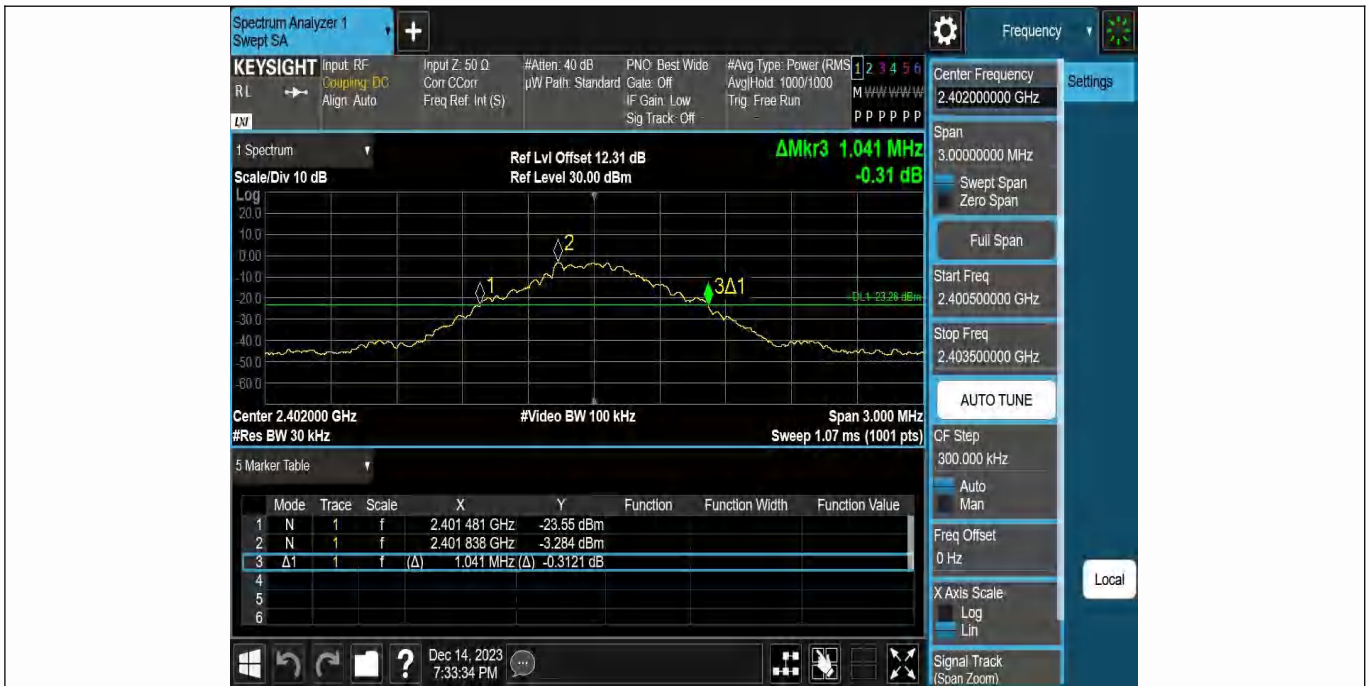 Spectrum Analyzer 1
Swept SA
+
Frequency
KEYSIGHT
RL
LXI
Input: RF
Coupling: DC
Align: Auto
Input Z: 50 Ω
Corr CCorr
Freq Ref: Int (S)
#Atten: 40 dB
µW Path: Standard
PNO: Best Wide
Gate: Off
IF Gain: Low
Sig Track: Off
#Avg Type: Power (RMS
Avg|Hold: 1000/1000
Trig: Free Run
1 2 3 4 5 6
M W W W W W
P P P P P P
1 Spectrum
Scale/Div 10 dB
Ref Lvl Offset 12.31 dB
Ref Level 30.00 dBm
ΔMkr3 1.041 MHz
-0.31 dB
Log
20.0
10.0
0.00
-10.0
-20.0
-30.0
-40.0
-50.0
-60.0
1
2
3Δ1
DL1 -23.28 dBm
Center 2.402000 GHz
#Res BW 30 kHz
#Video BW 100 kHz
Span 3.000 MHz
Sweep 1.07 ms (1001 pts)
5 Marker Table
Mode Trace Scale X Y Function Function Width Function Value
1 N 1 f 2.401 481 GHz -23.55 dBm
2 N 1 f 2.401 838 GHz -3.284 dBm
3 Δ1 1 f (Δ) 1.041 MHz (Δ) -0.3121 dB
4
5
6
Dec 14, 2023
7:33:34 PM
Center Frequency
2.402000000 GHz
Settings
Span
3.00000000 MHz
Swept Span
Zero Span
Full Span
Start Freq
2.400500000 GHz
Stop Freq
2.403500000 GHz
AUTO TUNE
CF Step
300.000 kHz
Auto
Man
Freq Offset
0 Hz
Local
X Axis Scale
Log
Lin
Signal Track
(Span Zoom)